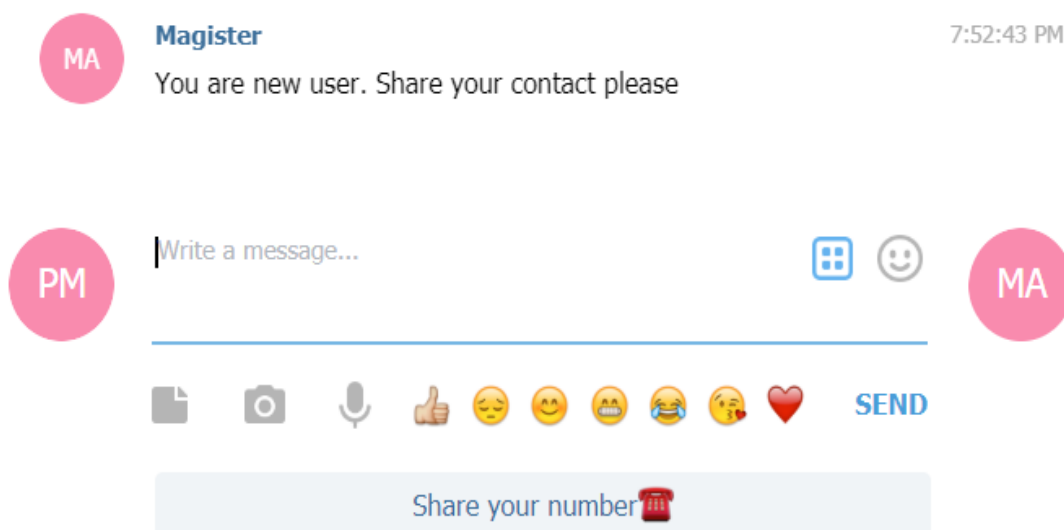 MA
Magister
7:52:43 PM
You are new user. Share your contact please
PM
Write a message...
MA
SEND
Share your number